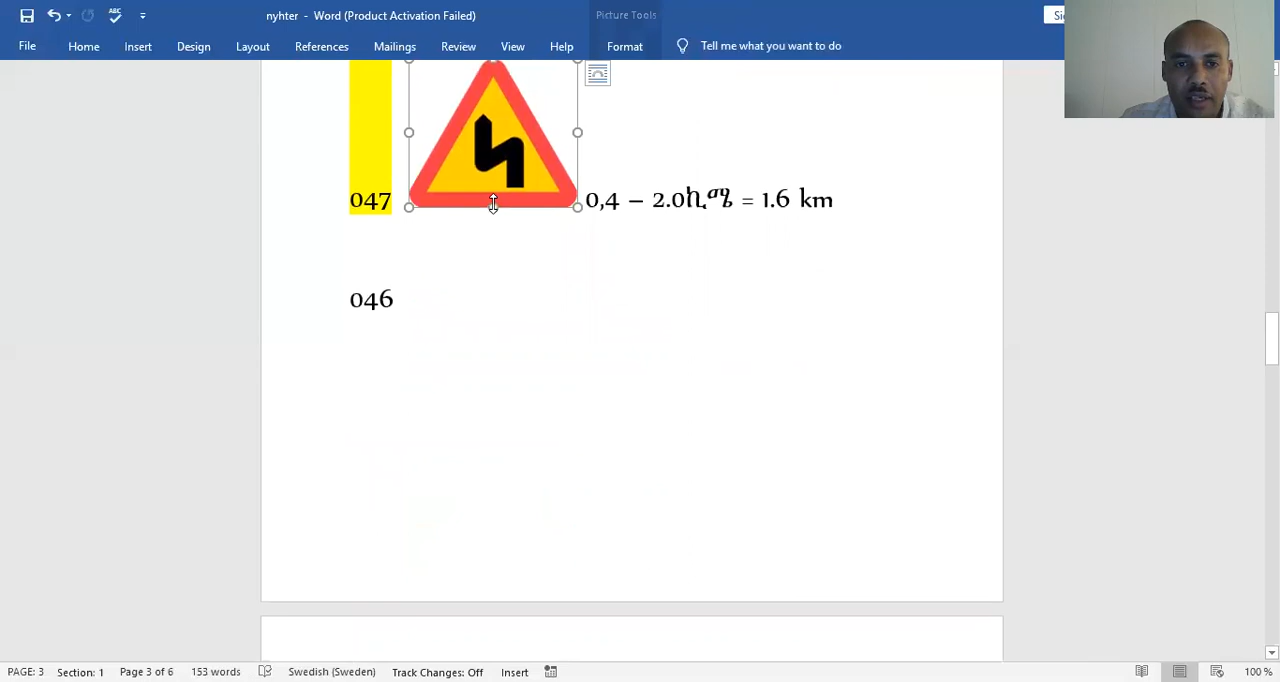 nyhter - Word (Product Activation Failed)
Picture Tools
File Home Insert Design Layout References Mailings Review View Help Format Tell me what you want to do
047 0,4 – 2.0ኪሜ = 1.6 km
046
PAGE: 3 Section: 1 Page 3 of 6 153 words Swedish (Sweden) Track Changes: Off Insert 100 %